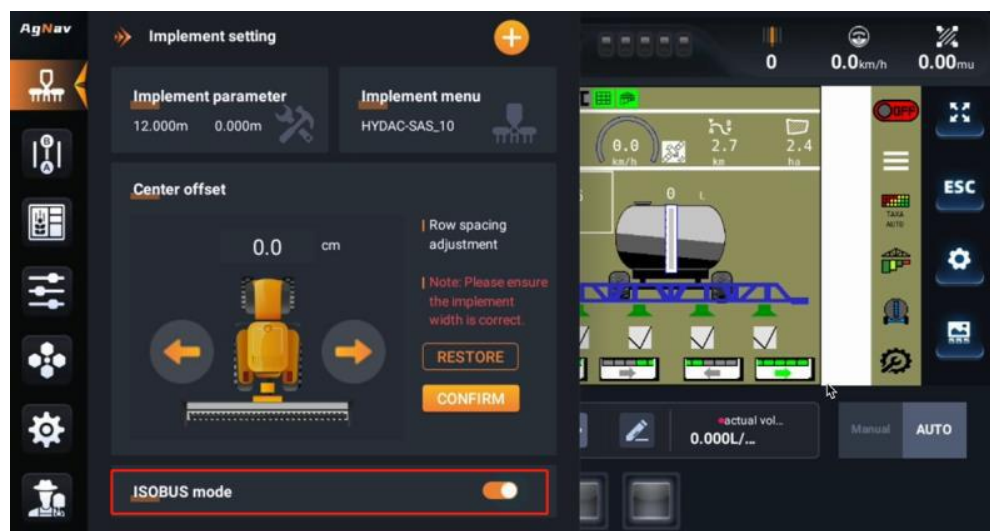 AgNav
Implement setting
0
0.0km/h
0.00mu
Implement parameter
12.000m 0.000m
Implement menu
HYDAC-SAS_10
OFF
0.0
km/h
2.7
km
2.4
ha
Center offset
0.0 cm
Row spacing
adjustment
Note: Please ensure
the implement
width is correct.
RESTORE
CONFIRM
0 L
TAXA
AUTO
ESC
B
A
actual vol...
0.000L/...
Manual
AUTO
ISOBUS mode